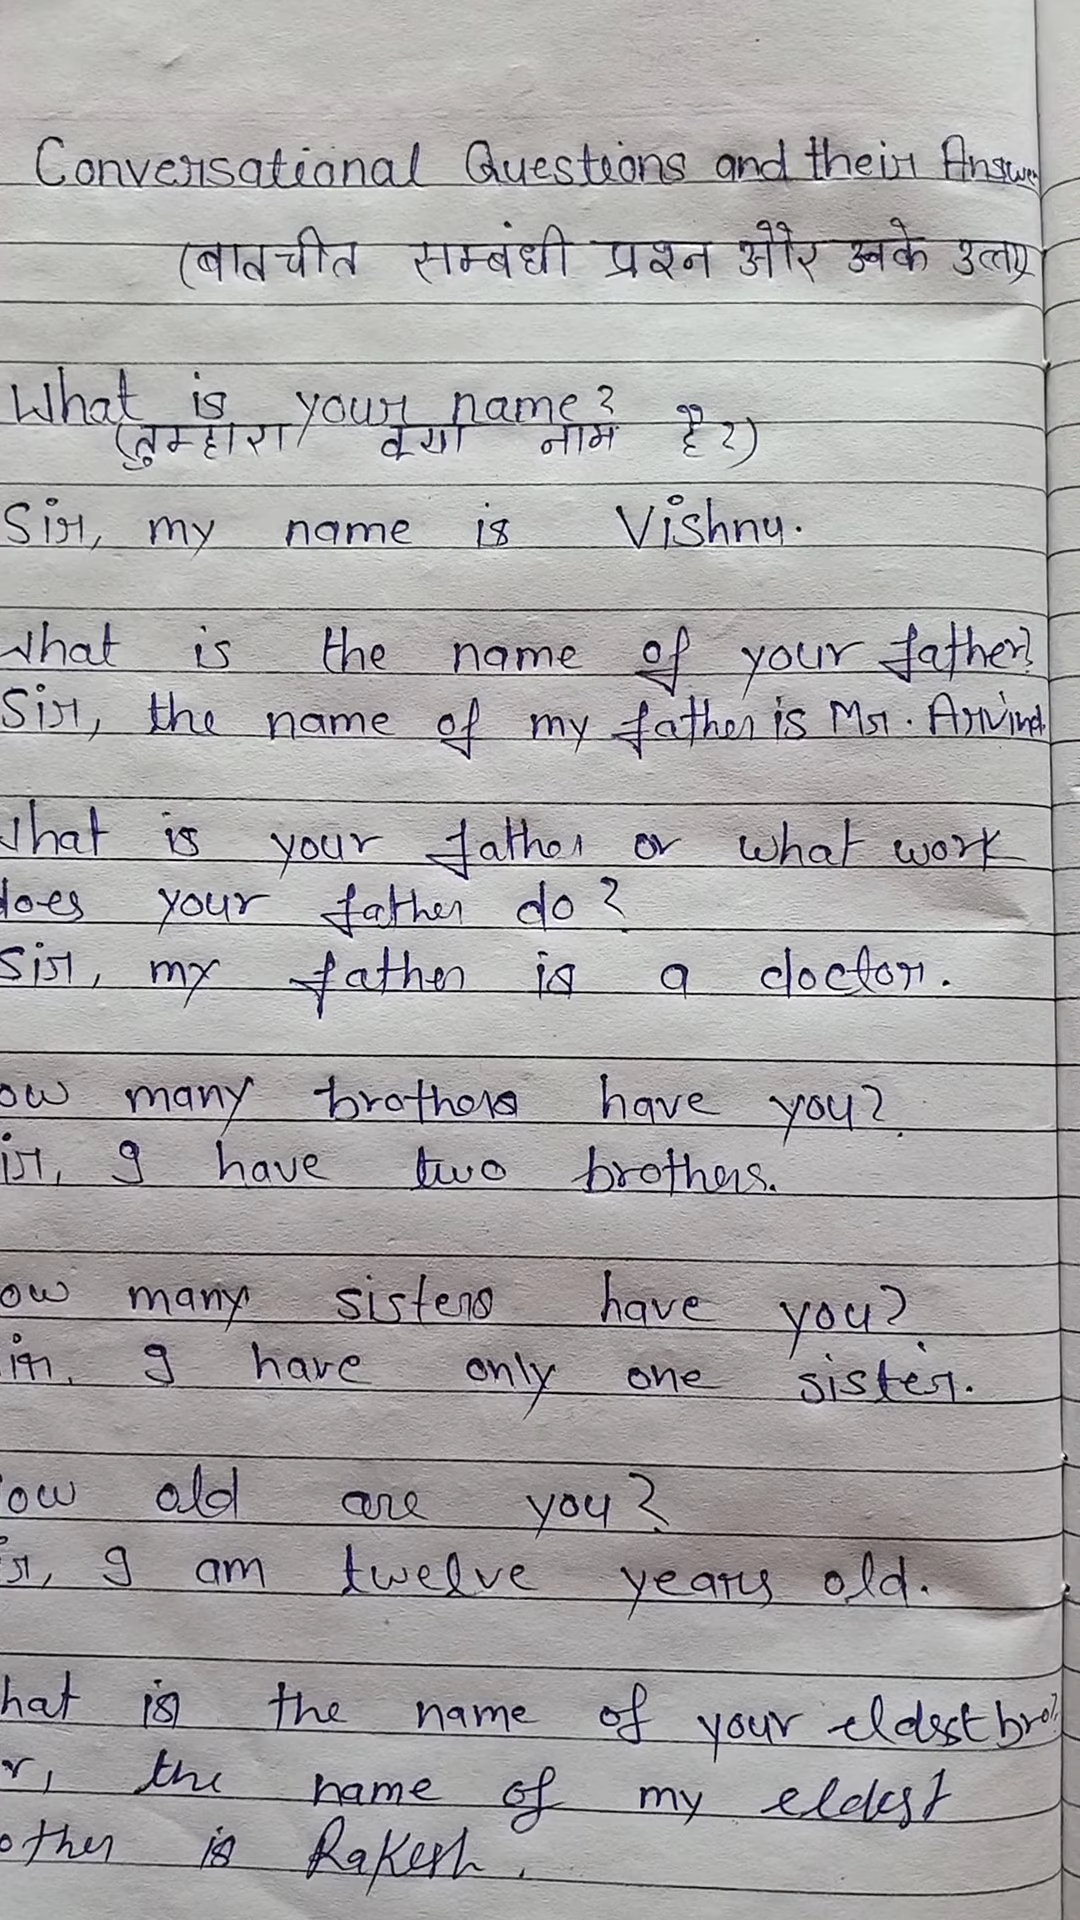 Conversational Questions and their Answer
(बातचीत सम्बंधी प्रश्न और उनके उत्तर
What is your name?
(तुम्हारा क्या नाम है?)
Sir, my name is Vishnu.
What is the name of your father?
Sir, the name of my father is Mr. Arvind
What is your father or what work
does your father do?
Sir, my father is a doctor.
ow many brothers have you?
ir, I have two brothers.
ow many sisters have you?
ir, I have only one sister.
ow old are you?
ir, I am twelve years old.
hat is the name of your eldest bro?
r, the name of my eldest
other is Rakesh.